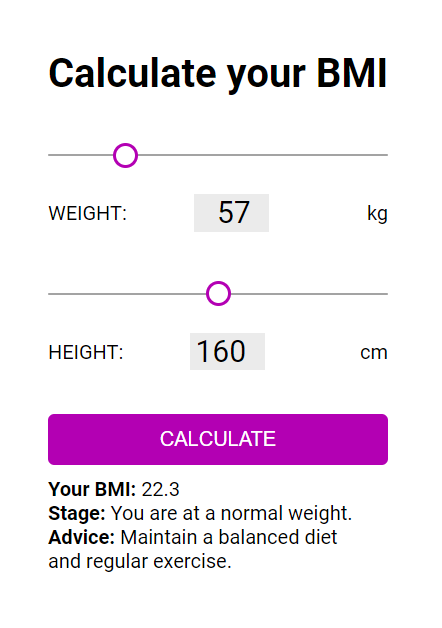 Calculate your BMI
WEIGHT: 57 kg
HEIGHT: 160 cm
CALCULATE
Your BMI: 22.3
Stage: You are at a normal weight.
Advice: Maintain a balanced diet
and regular exercise.